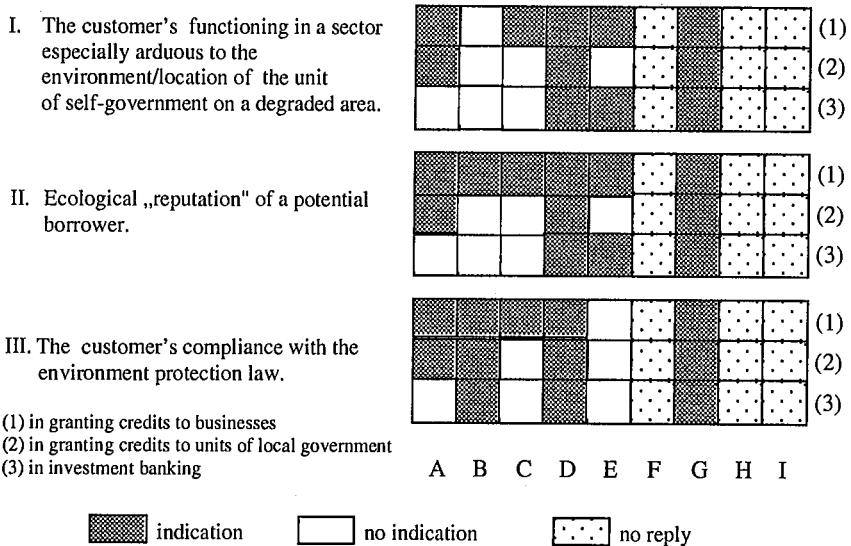 I. The customer's functioning in a sector
especially arduous to the
environment/location of the unit
of self-government on a degraded area.
(1)
(2)
(3)
II. Ecological „reputation" of a potential
borrower.
(1)
(2)
(3)
III. The customer's compliance with the
environment protection law.
(1)
(2)
(3)
(1) in granting credits to businesses
(2) in granting credits to units of local government
(3) in investment banking
A B C D E F G H I
indication no indication no reply